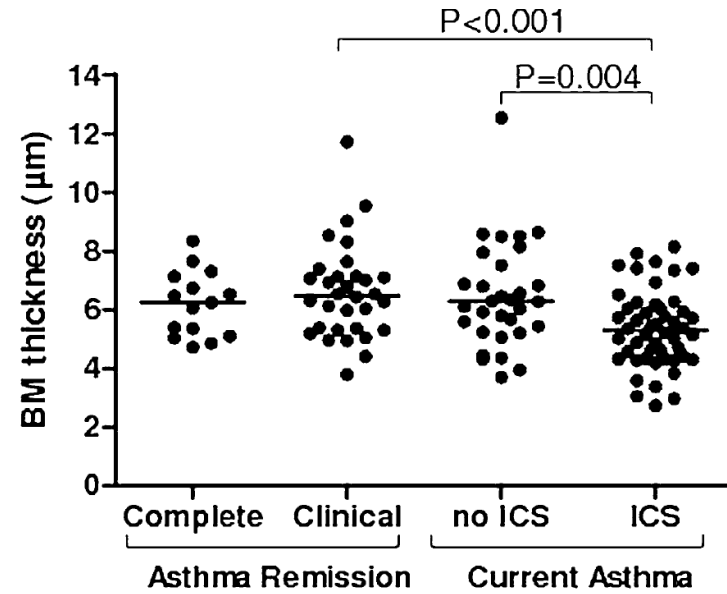 P<0.001
P=0.004
BM thickness (µm)
14
12
10
8
6
4
2
0
Complete Clinical no ICS ICS
Asthma Remission Current Asthma